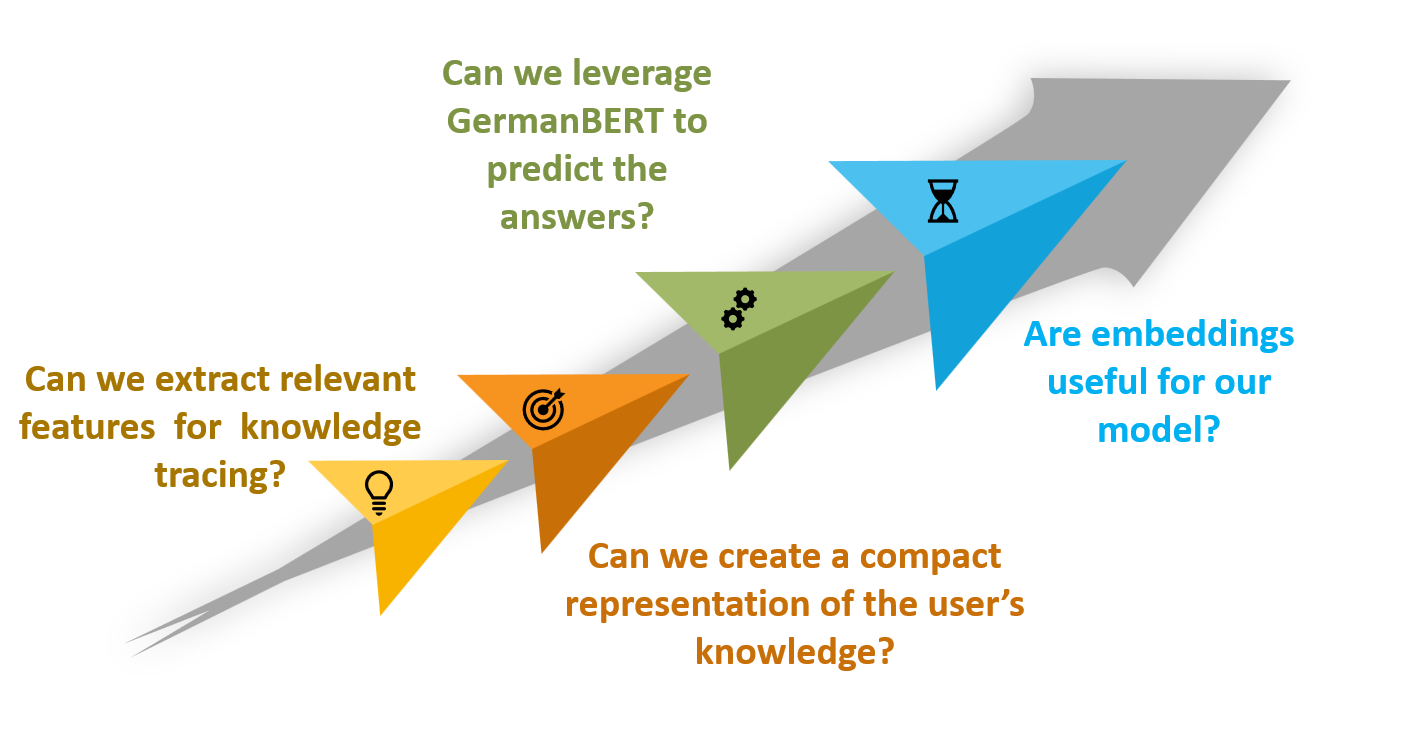 Can we leverage
GermanBERT to
predict the
answers?
Are embeddings
useful for our
model?
Can we extract relevant
features for knowledge
tracing?
Can we create a compact
representation of the user’s
knowledge?